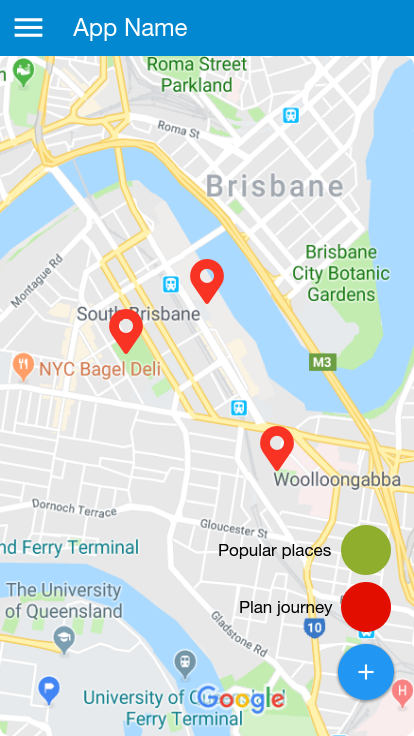 App Name
n
Roma Street
Parkland
Roma St
Brisbane
Brisbane
City Botanic
Gardens
Montague Rd
South Brisbane
M3
NYC Bagel Deli
Woolloongabba
Dornoch Terrace
Gloucester St
Popular places
nd Ferry Terminal
The University
of Queensland
Plan journey
10
Gladstone Rd
+
University of
Google
Ferry Terminal
H